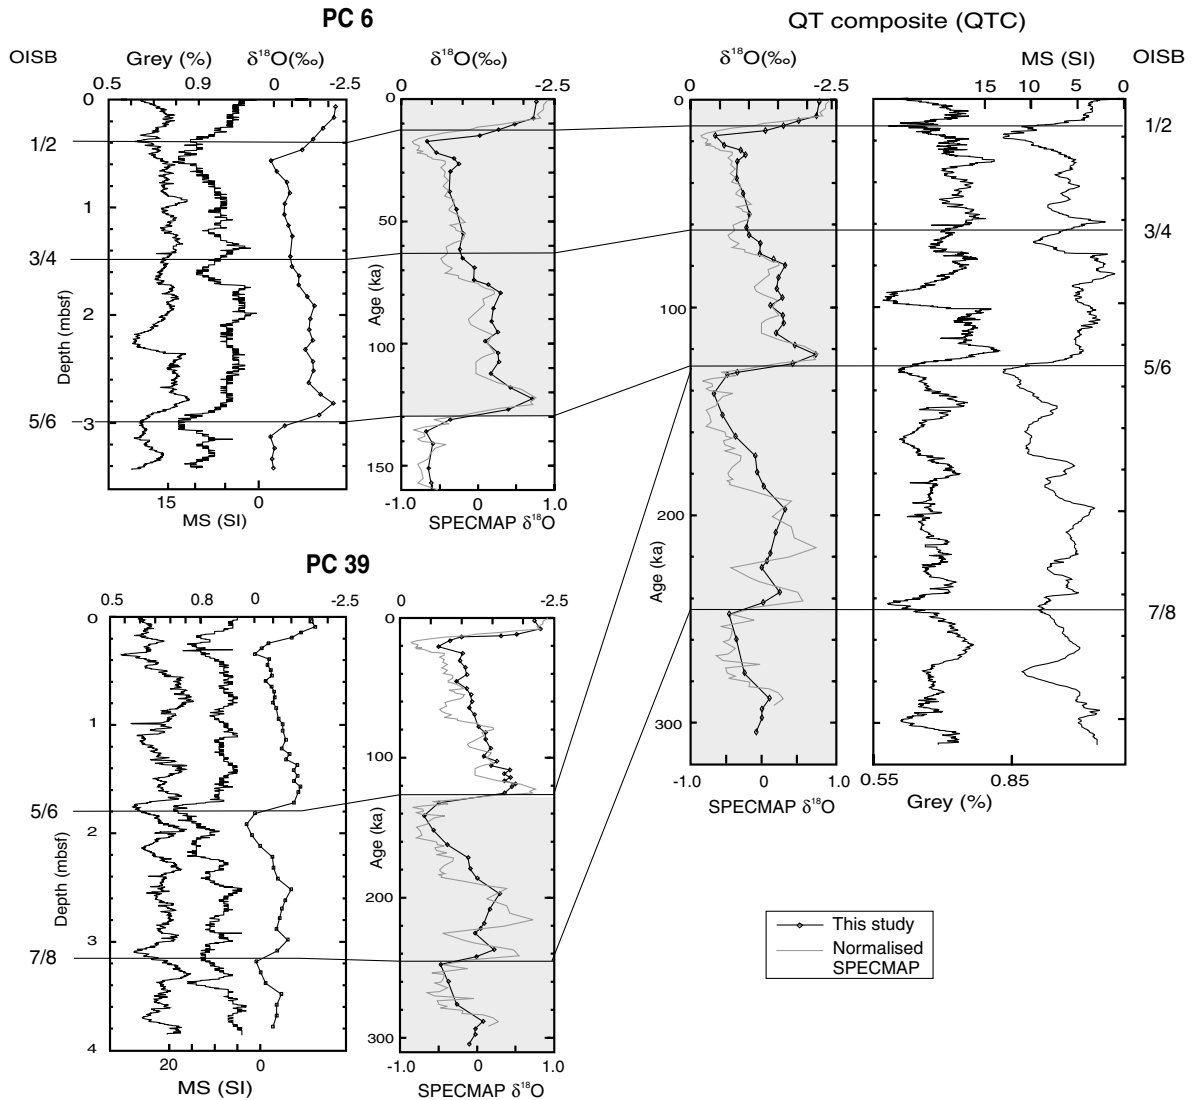 PC 6
QT composite (QTC)
OISB
Grey (%)
δ¹⁸O(‰)
δ¹⁸O(‰)
δ¹⁸O(‰)
MS (SI)
OISB
0.5
0.9
0
-2.5
0
-2.5
0
-2.5
15
10
5
0
0
1
2
3
Depth (mbsf)
1/2
3/4
5/6
15
0
MS (SI)
0
50
100
150
Age (ka)
-1.0
0
1.0
SPECMAP δ¹⁸O
0
100
200
300
Age (ka)
-1.0
0
1.0
SPECMAP δ¹⁸O
0.55
0.85
Grey (%)
1/2
3/4
5/6
7/8
PC 39
0.5
0.8
0
-2.5
0
-2.5
0
1
2
3
4
Depth (mbsf)
5/6
7/8
20
0
MS (SI)
0
100
200
300
Age (ka)
-1.0
0
1.0
SPECMAP δ¹⁸O
This study
Normalised
SPECMAP